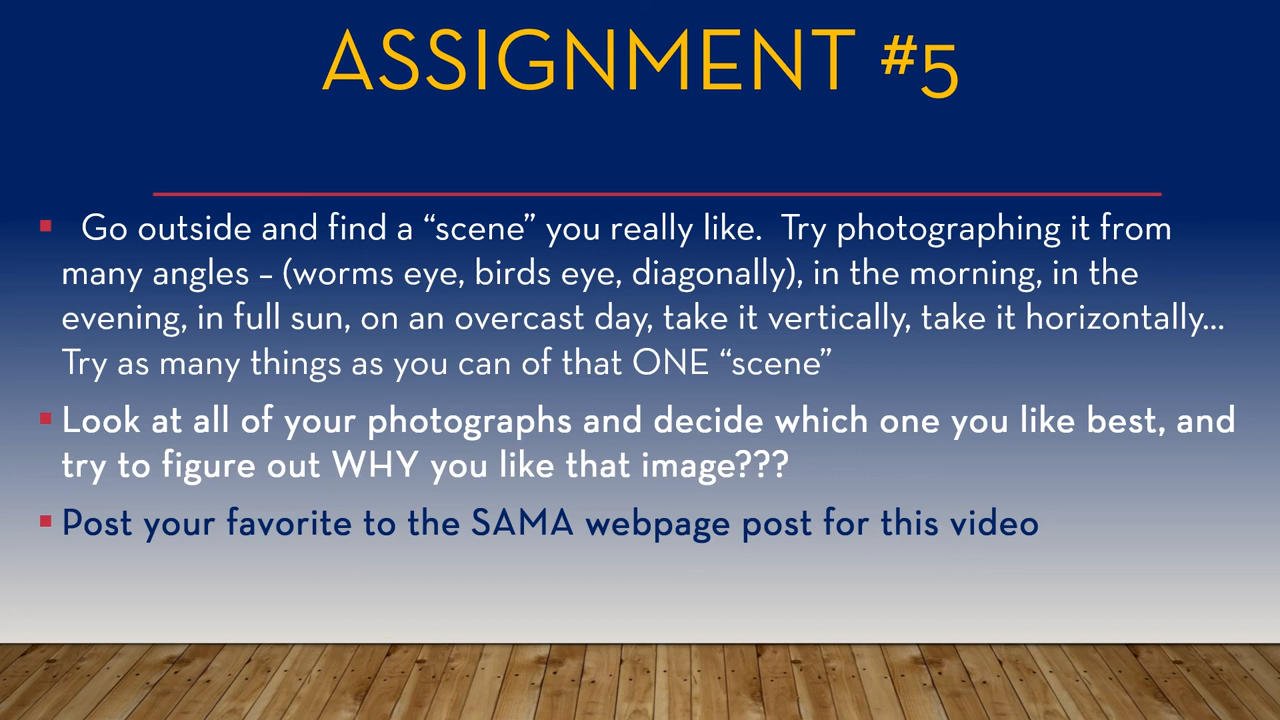 ASSIGNMENT #5
▪ Go outside and find a “scene” you really like. Try photographing it from
many angles – (worms eye, birds eye, diagonally), in the morning, in the
evening, in full sun, on an overcast day, take it vertically, take it horizontally...
Try as many things as you can of that ONE “scene”
▪ Look at all of your photographs and decide which one you like best, and
try to figure out WHY you like that image???
▪ Post your favorite to the SAMA webpage post for this video